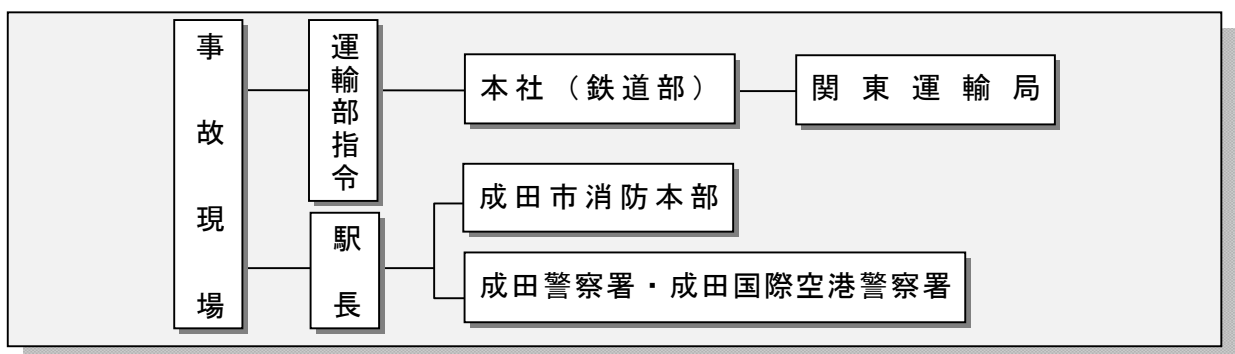 事故現場
運輸部指令
本社（鉄道部）
関東運輸局
駅長
成田市消防本部
成田警察署・成田国際空港警察署